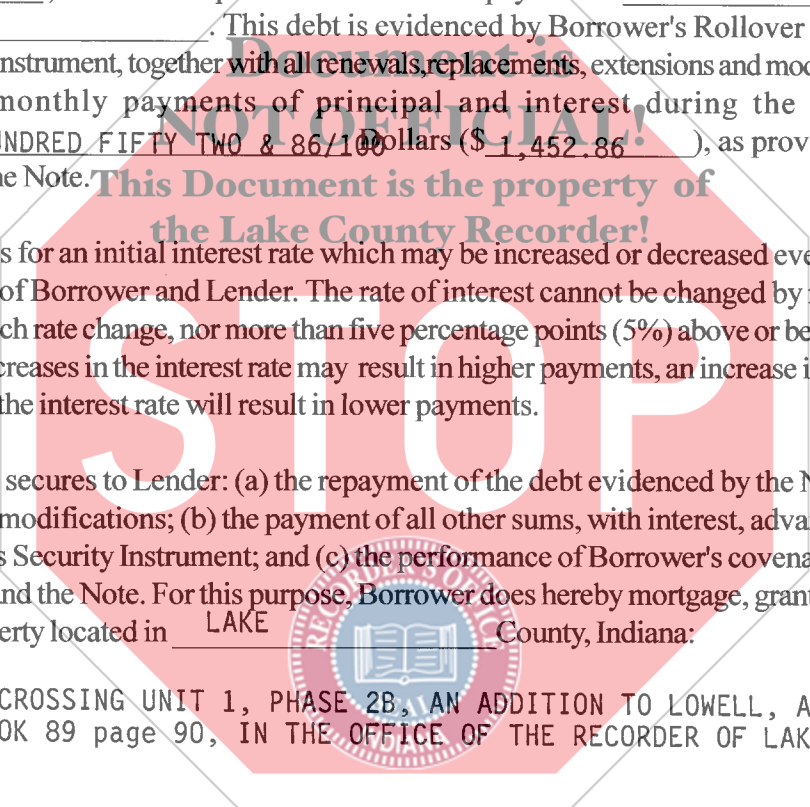 . This debt is evidenced by Borrower's Rollover
nstrument, together with all renewals,replacements, extensions and mod
Document is
monthly payments of principal and interest during the
NOT OFFICIAL!
NDRED FIFTY TWO & 86/100 Dollars ($ 1,452.86 ), as prov
e Note.
This Document is the property of
the Lake County Recorder!
s for an initial interest rate which may be increased or decreased eve
of Borrower and Lender. The rate of interest cannot be changed by
ch rate change, nor more than five percentage points (5%) above or be
creases in the interest rate may result in higher payments, an increase i
the interest rate will result in lower payments.
STOP
secures to Lender: (a) the repayment of the debt evidenced by the N
modifications; (b) the payment of all other sums, with interest, adva
s Security Instrument; and (c) the performance of Borrower's covena
nd the Note. For this purpose, Borrower does hereby mortgage, grant
erty located in LAKE County, Indiana:
RECORDER'S OFFICE
INDIANA
CROSSING UNIT 1, PHASE 2B, AN ADDITION TO LOWELL, A
OK 89 page 90, IN THE OFFICE OF THE RECORDER OF LAK